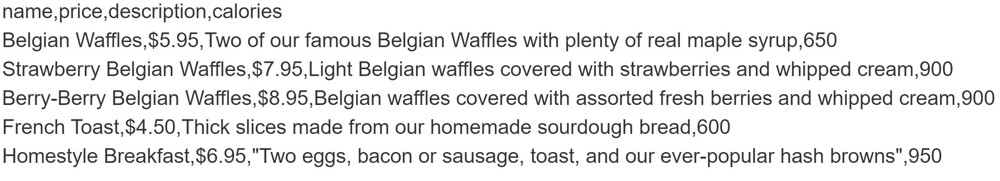 name,price,description,calories
Belgian Waffles,$5.95,Two of our famous Belgian Waffles with plenty of real maple syrup,650
Strawberry Belgian Waffles,$7.95,Light Belgian waffles covered with strawberries and whipped cream,900
Berry-Berry Belgian Waffles,$8.95,Belgian waffles covered with assorted fresh berries and whipped cream,900
French Toast,$4.50,Thick slices made from our homemade sourdough bread,600
Homestyle Breakfast,$6.95,"Two eggs, bacon or sausage, toast, and our ever-popular hash browns",950